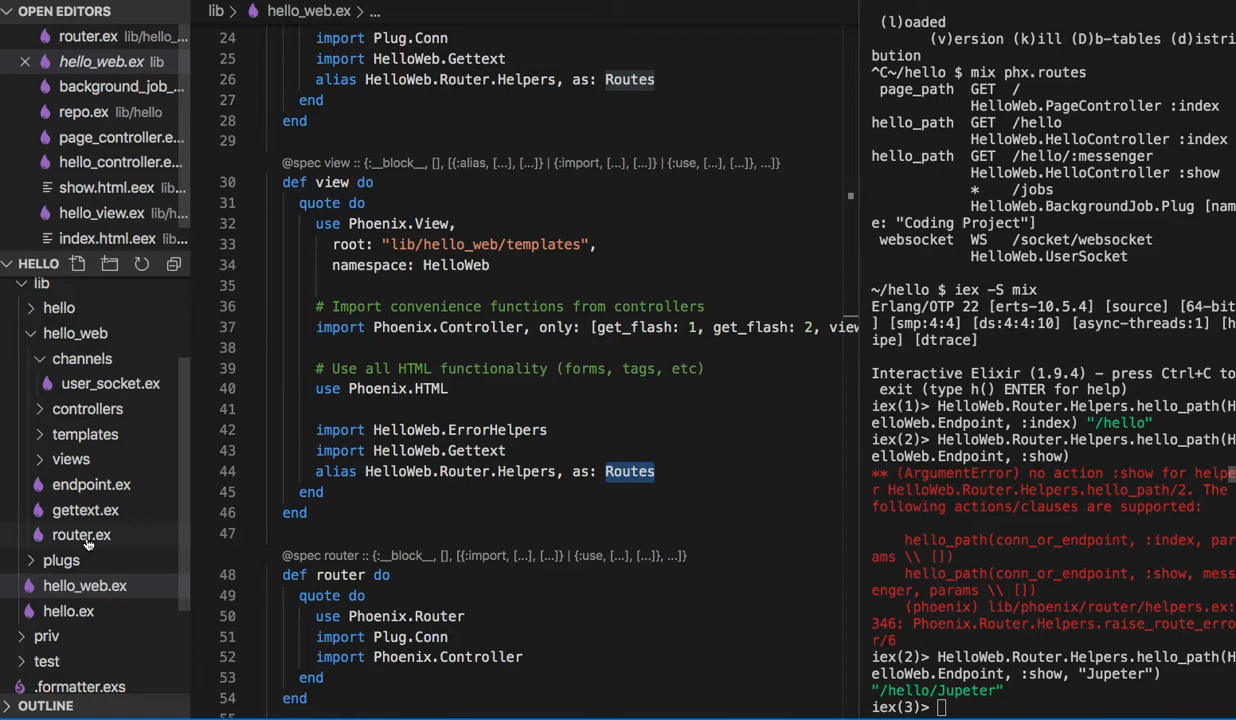 OPEN EDITORS
router.ex lib/hello_...
hello_web.ex lib
background_job_...
repo.ex lib/hello
page_controller.e...
hello_controller.e...
show.html.eex lib...
hello_view.ex lib/h...
index.html.eex lib...
HELLO
lib
hello
hello_web
channels
user_socket.ex
controllers
templates
views
endpoint.ex
gettext.ex
router.ex
plugs
hello_web.ex
hello.ex
priv
test
.formatter.exs
OUTLINE
lib > hello_web.ex > ...
24 import Plug.Conn
25 import HelloWeb.Gettext
26 alias HelloWeb.Router.Helpers, as: Routes
27 end
28 end
29
@spec view :: {:__block__, [], [{:alias, [...], [...]} | {:import, [...], [...]} | {:use, [...], [...]}, ...]}
30 def view do
31 quote do
32 use Phoenix.View,
33 root: "lib/hello_web/templates",
34 namespace: HelloWeb
35
36 # Import convenience functions from controllers
37 import Phoenix.Controller, only: [get_flash: 1, get_flash: 2, view
38
39 # Use all HTML functionality (forms, tags, etc)
40 use Phoenix.HTML
41
42 import HelloWeb.ErrorHelpers
43 import HelloWeb.Gettext
44 alias HelloWeb.Router.Helpers, as: Routes
45 end
46 end
47
@spec router :: {:__block__, [], [{:import, [...], [...]} | {:use, [...], [...]}, ...]}
48 def router do
49 quote do
50 use Phoenix.Router
51 import Plug.Conn
52 import Phoenix.Controller
53 end
54 end
55
(l)oaded
(v)ersion (k)ill (D)b-tables (d)istri
bution
^C~/hello $ mix phx.routes
page_path GET /
HelloWeb.PageController :index
hello_path GET /hello
HelloWeb.HelloController :index
hello_path GET /hello/:messenger
HelloWeb.HelloController :show
* /jobs
HelloWeb.BackgroundJob.Plug [nam
e: "Coding Project"]
websocket WS /socket/websocket
HelloWeb.UserSocket
~/hello $ iex -S mix
Erlang/OTP 22 [erts-10.5.4] [source] [64-bit
] [smp:4:4] [ds:4:4:10] [async-threads:1] [h
ipe] [dtrace]
Interactive Elixir (1.9.4) - press Ctrl+C to
exit (type h() ENTER for help)
iex(1)> HelloWeb.Router.Helpers.hello_path(H
elloWeb.Endpoint, :index) "/hello"
iex(2)> HelloWeb.Router.Helpers.hello_path(H
elloWeb.Endpoint, :show)
** (ArgumentError) no action :show for helpe
r HelloWeb.Router.Helpers.hello_path/2. The
following actions/clauses are supported:
hello_path(conn_or_endpoint, :index, par
ams \\ [])
hello_path(conn_or_endpoint, :show, mess
enger, params \\ [])
(phoenix) lib/phoenix/router/helpers.ex:
346: Phoenix.Router.Helpers.raise_route_erro
r/6
iex(2)> HelloWeb.Router.Helpers.hello_path(H
elloWeb.Endpoint, :show, "Jupeter")
"/hello/Jupeter"
iex(3)>